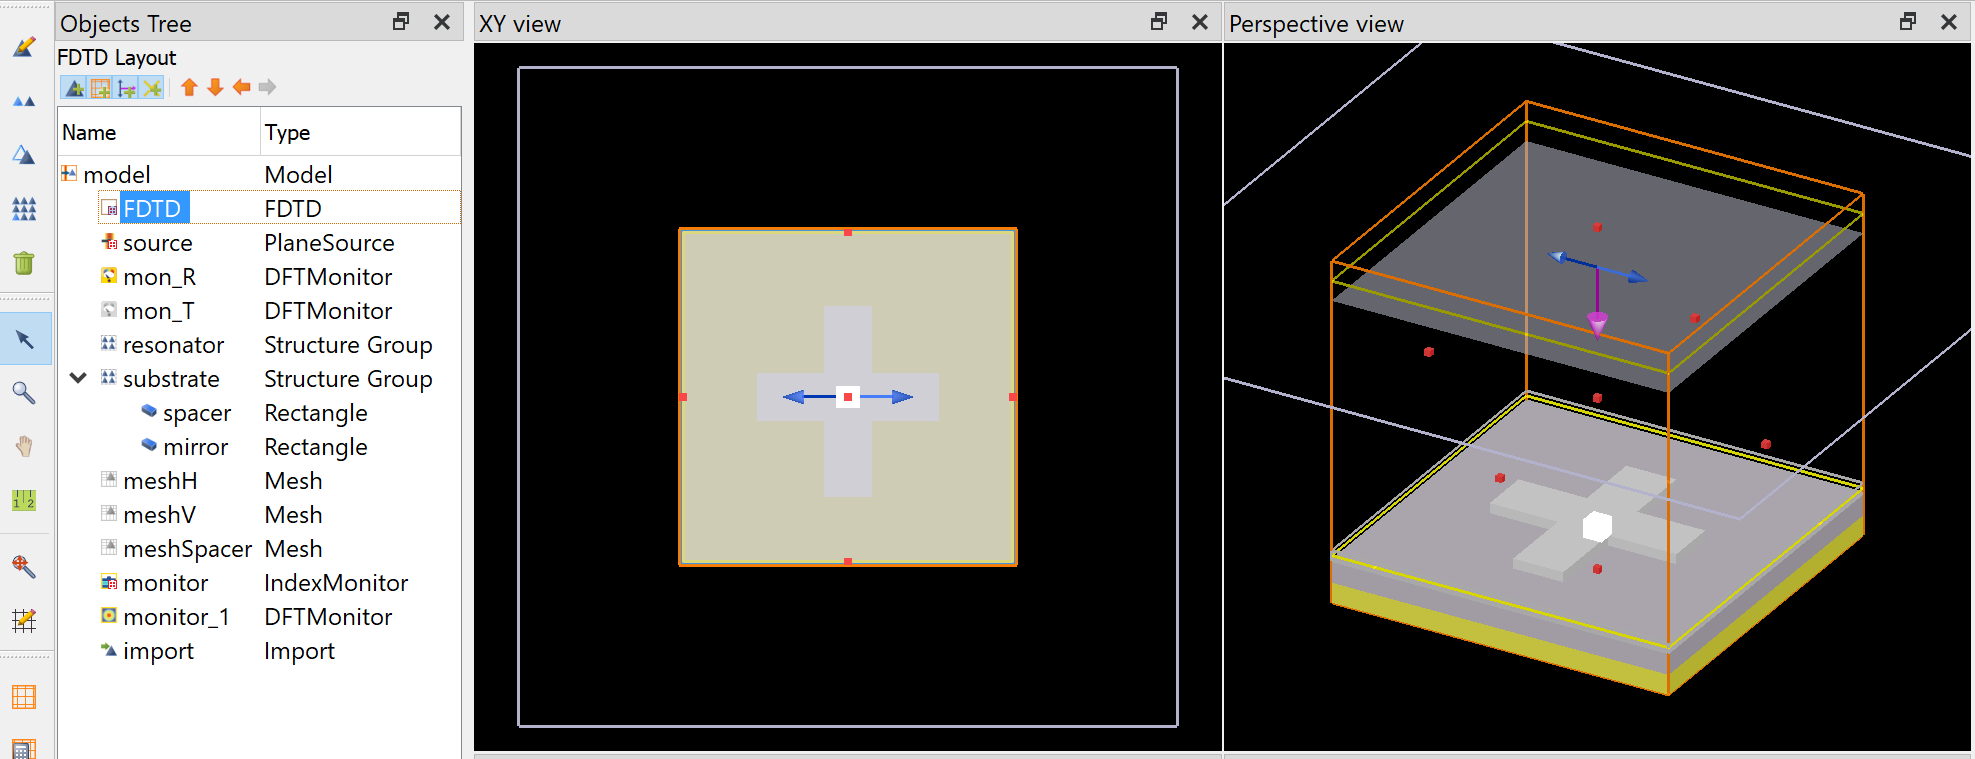 Objects Tree
FDTD Layout
Name Type
model Model
FDTD FDTD
source PlaneSource
mon_R DFTMonitor
mon_T DFTMonitor
resonator Structure Group
substrate Structure Group
spacer Rectangle
mirror Rectangle
meshH Mesh
meshV Mesh
meshSpacer Mesh
monitor IndexMonitor
monitor_1 DFTMonitor
import Import
1 2
XY view
Perspective view